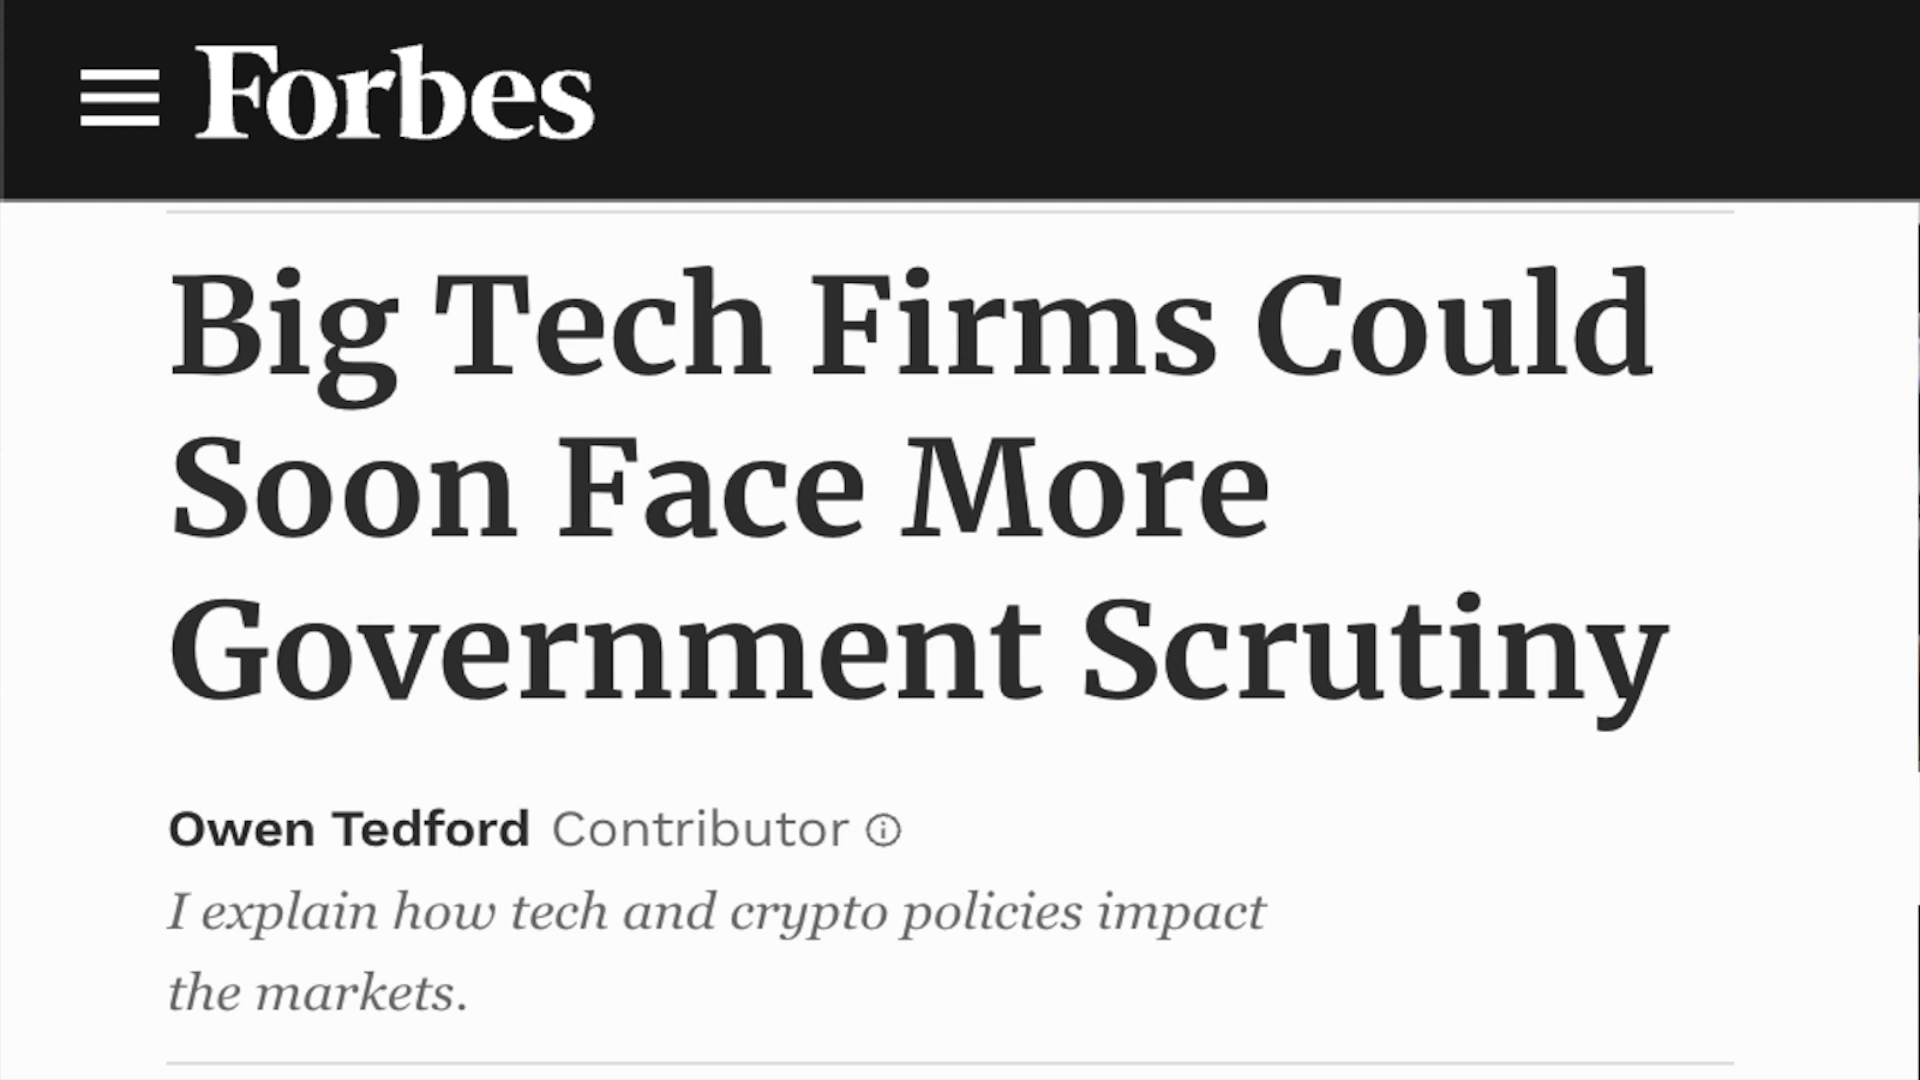 Forbes
Big Tech Firms Could
Soon Face More
Government Scrutiny
Owen Tedford Contributor
I explain how tech and crypto policies impact
the markets.